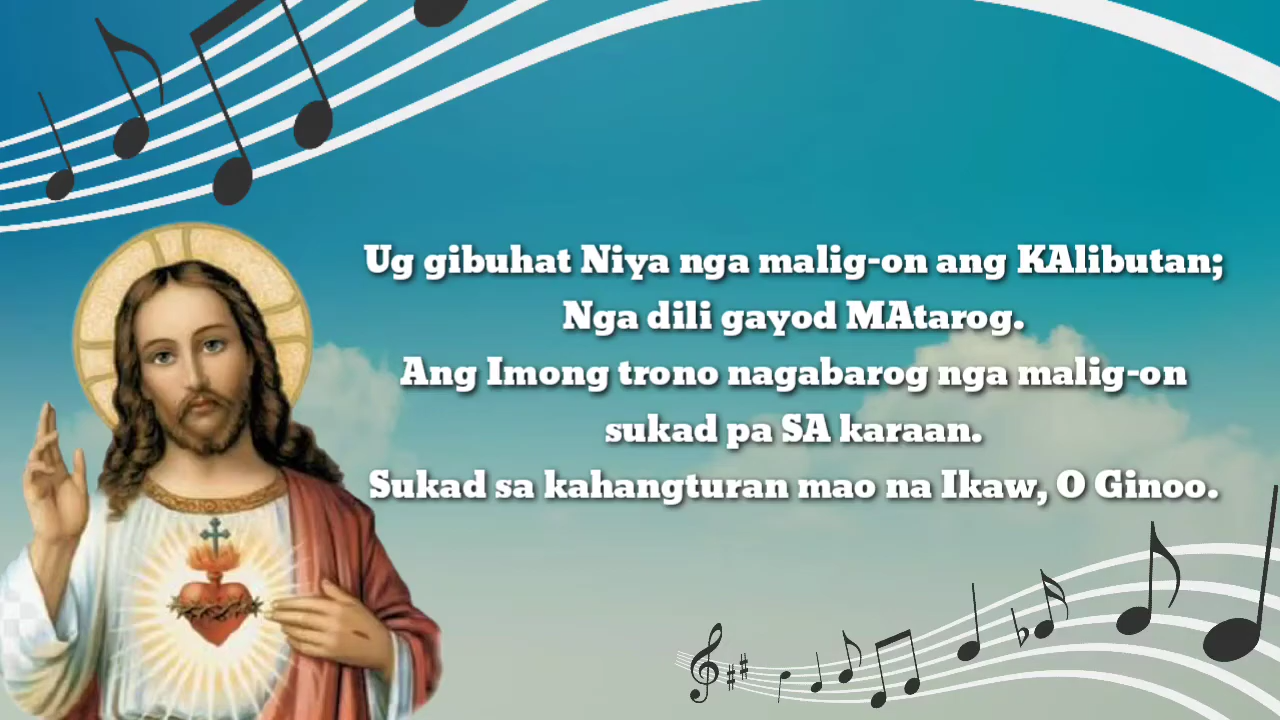 Ug gibuhat Niya nga malig-on ang KAlibutan;
Nga dili gayod MAtarog.
Ang Imong trono nagabarog nga malig-on
sukad pa SA karaan.
Sukad sa kahangturan mao na Ikaw, O Ginoo.